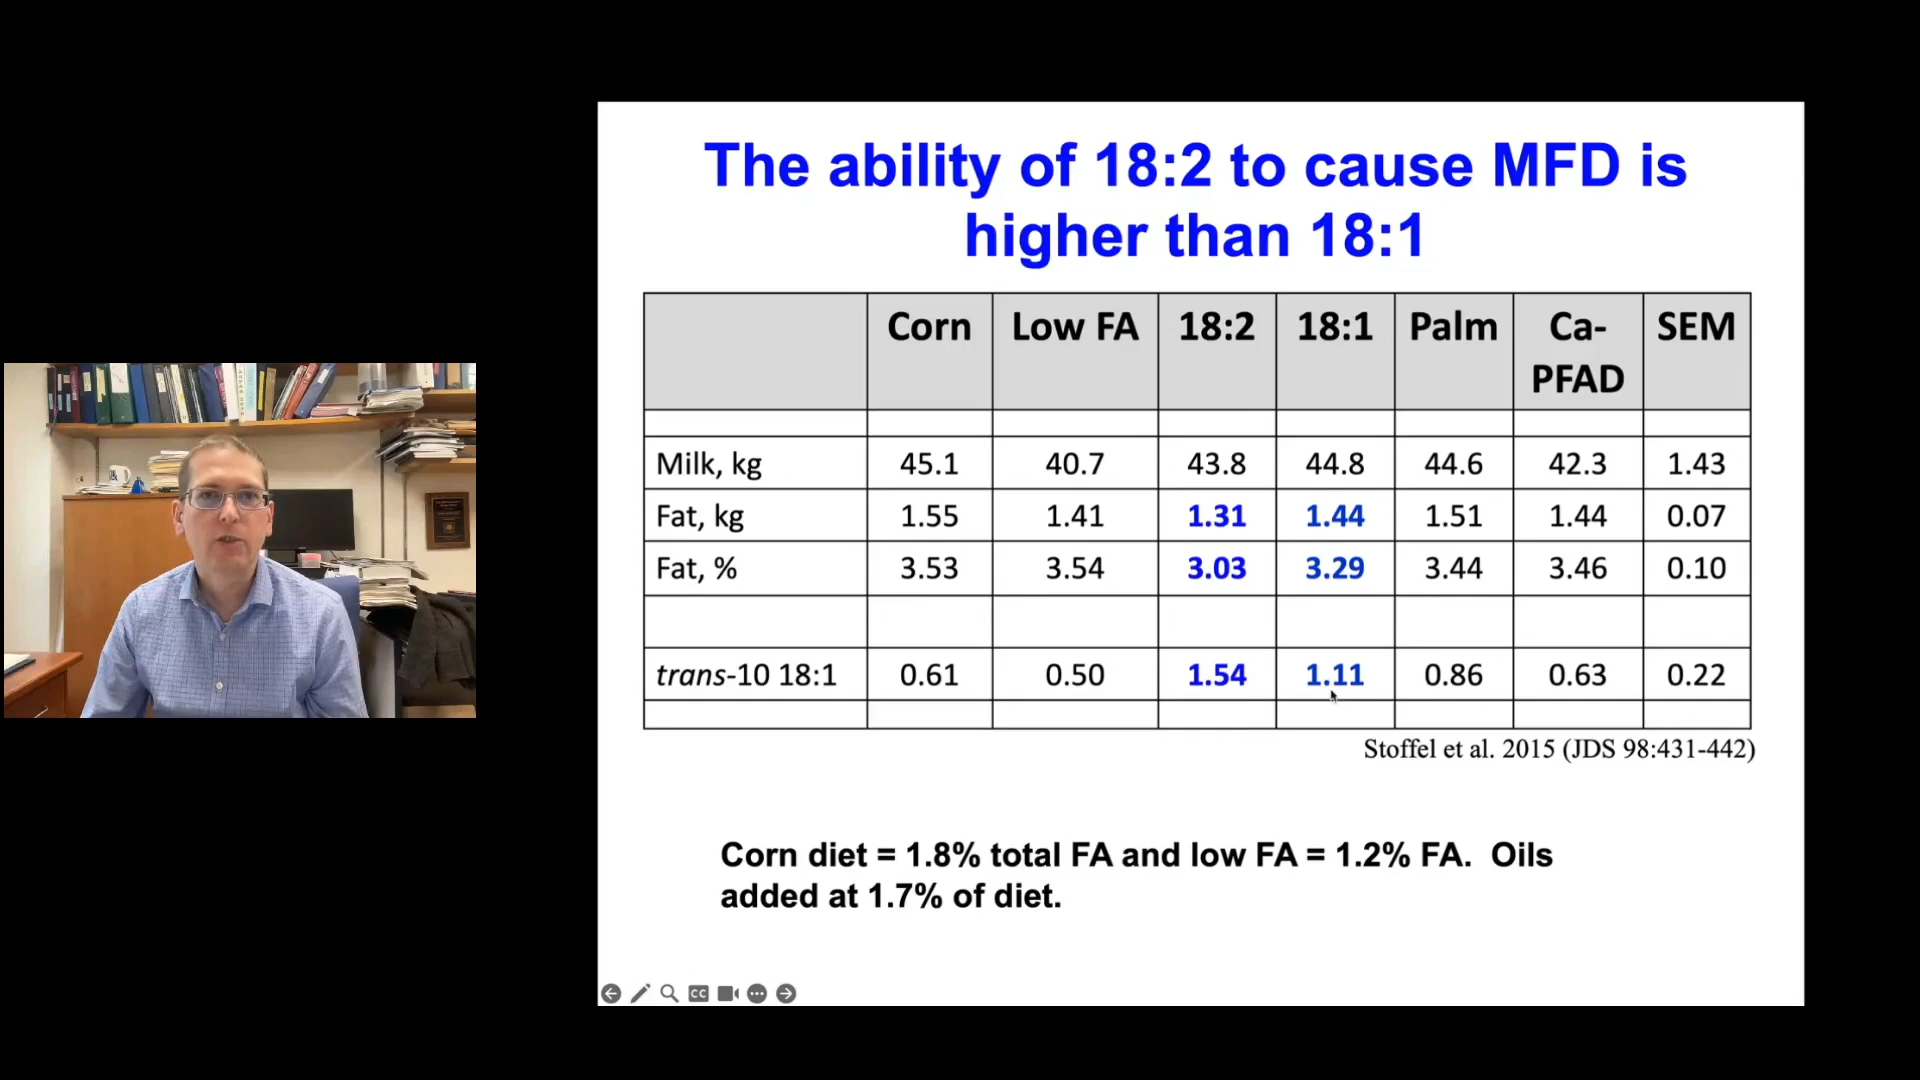 The ability of 18:2 to cause MFD is
higher than 18:1
Corn Low FA 18:2 18:1 Palm Ca-PFAD SEM
Milk, kg 45.1 40.7 43.8 44.8 44.6 42.3 1.43
Fat, kg 1.55 1.41 1.31 1.44 1.51 1.44 0.07
Fat, % 3.53 3.54 3.03 3.29 3.44 3.46 0.10
trans-10 18:1 0.61 0.50 1.54 1.11 0.86 0.63 0.22
Stoffel et al. 2015 (JDS 98:431-442)
Corn diet = 1.8% total FA and low FA = 1.2% FA. Oils
added at 1.7% of diet.
CC